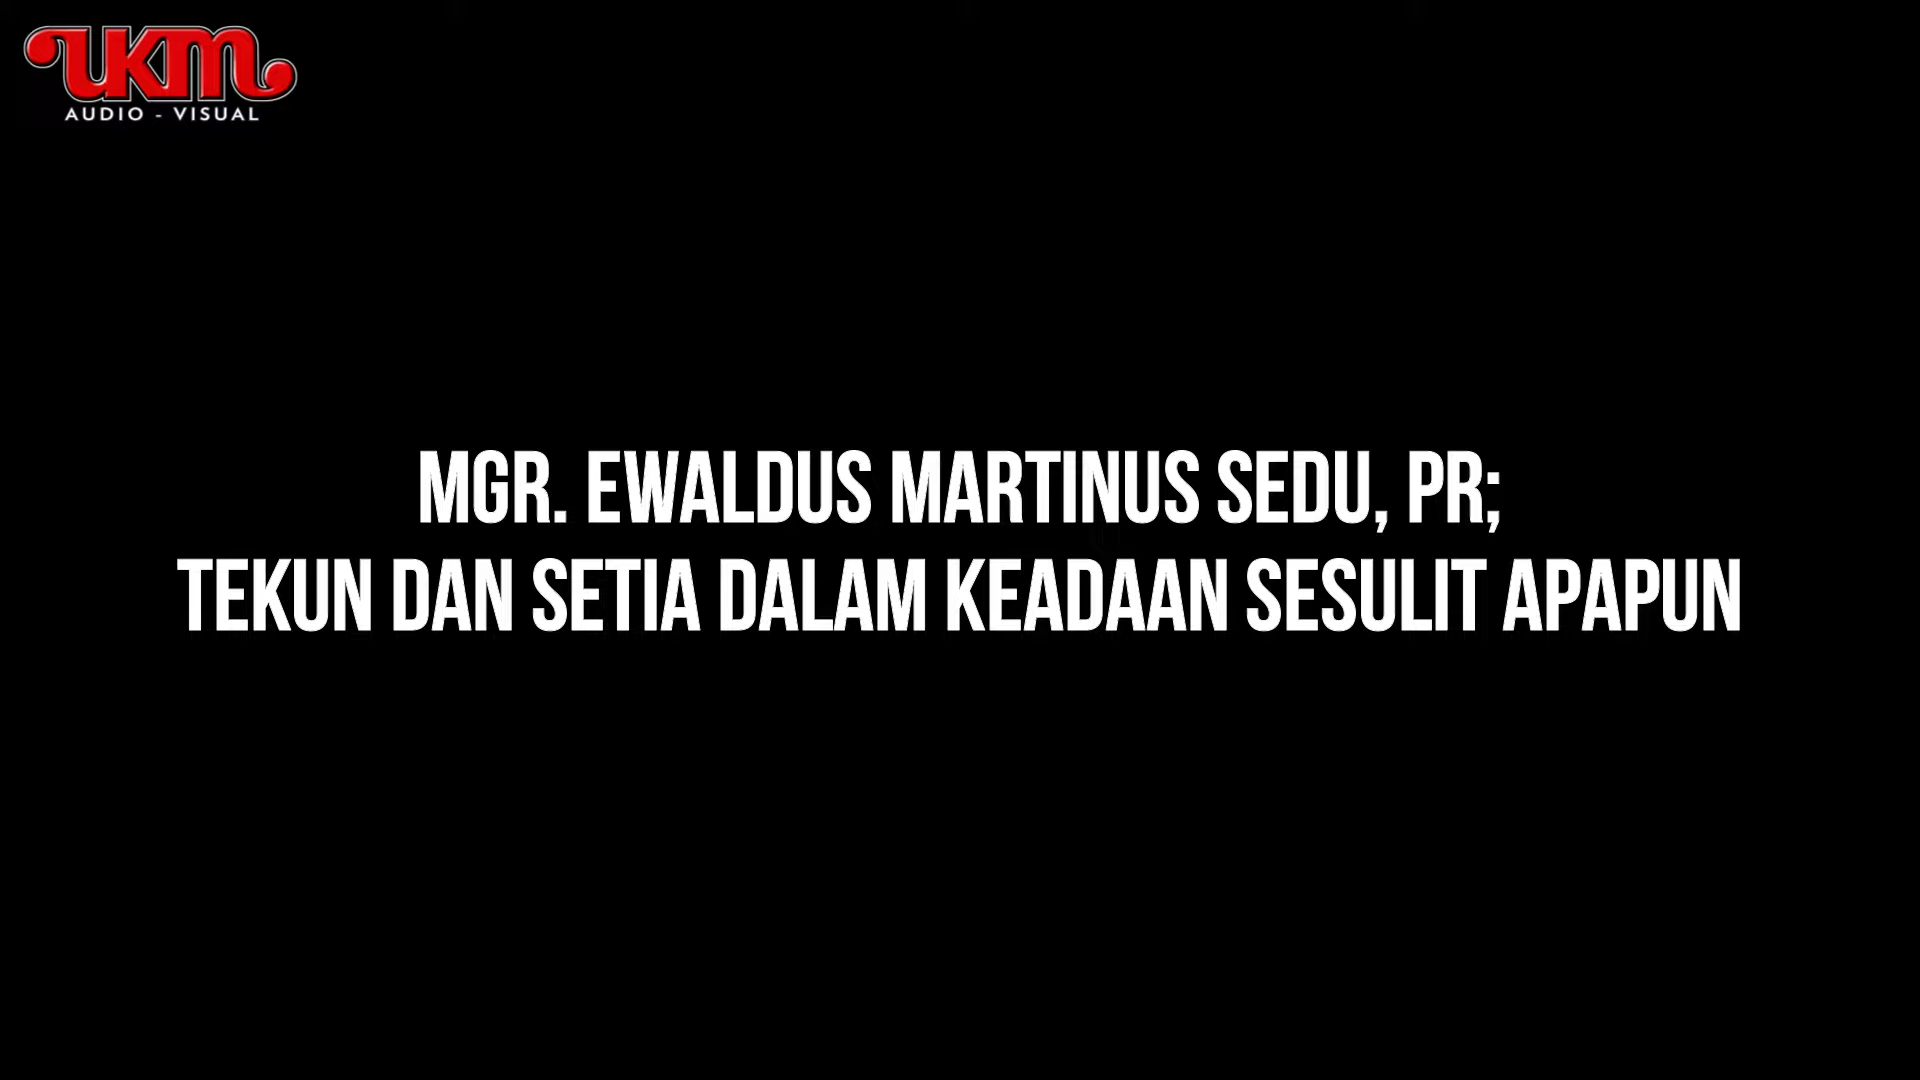 UKM
AUDIO - VISUAL
MGR. EWALDUS MARTINUS SEDU, PR;
TEKUN DAN SETIA DALAM KEADAAN SESULIT APAPUN